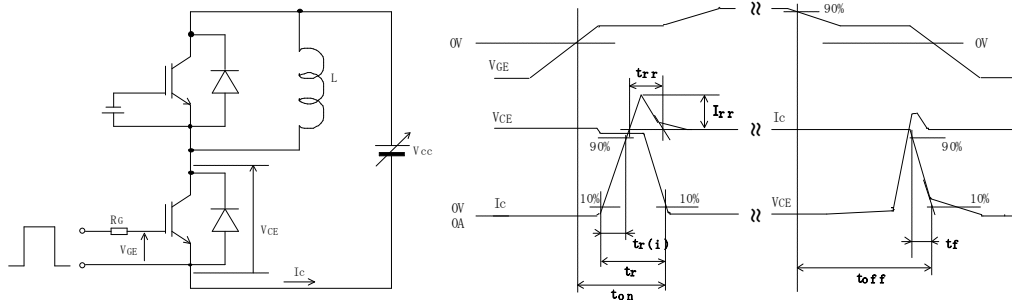 L
Vcc
RG
VGE
VCE
Ic
0V
VGE
VCE
Ic
0V
0A
90%
10%
10%
trr
Irr
tr(i)
tr
ton
90%
0V
Ic
VCE
90%
10%
tf
toff